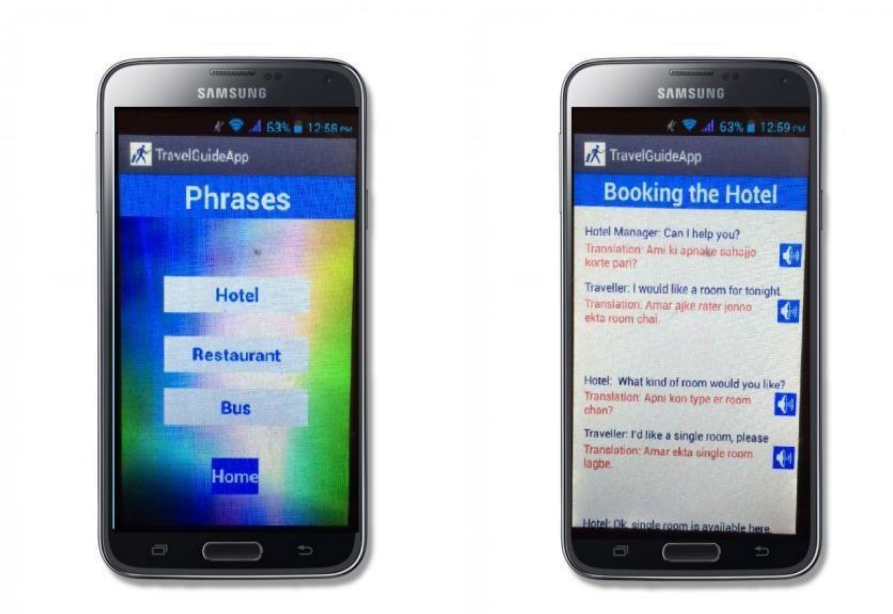 SAMSUNG
63% 12:58 PM
TravelGuideApp
Phrases
Hotel
Restaurant
Bus
Home
SAMSUNG
63% 12:59 PM
TravelGuideApp
Booking the Hotel
Hotel Manager: Can I help you?
Translation: Ami ki apnake sahajjo
korte pari?
Traveller: I would like a room for tonight.
Translation: Amar ajke rater jonno
ekta room chai.
Hotel: What kind of room would you like?
Translation: Apni kon type er room
chan?
Traveller: I'd like a single room, please
Translation: Amar ekta single room
lagbe.
Hotel: Ok, single room is available here.